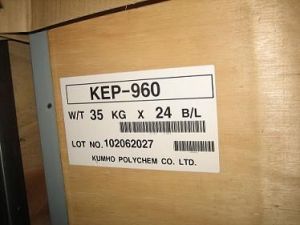 KEP-960
W/T 35 KG X 24 B/L
LOT NO. 102062027
KUMHO POLYCHEM CO. LTD.